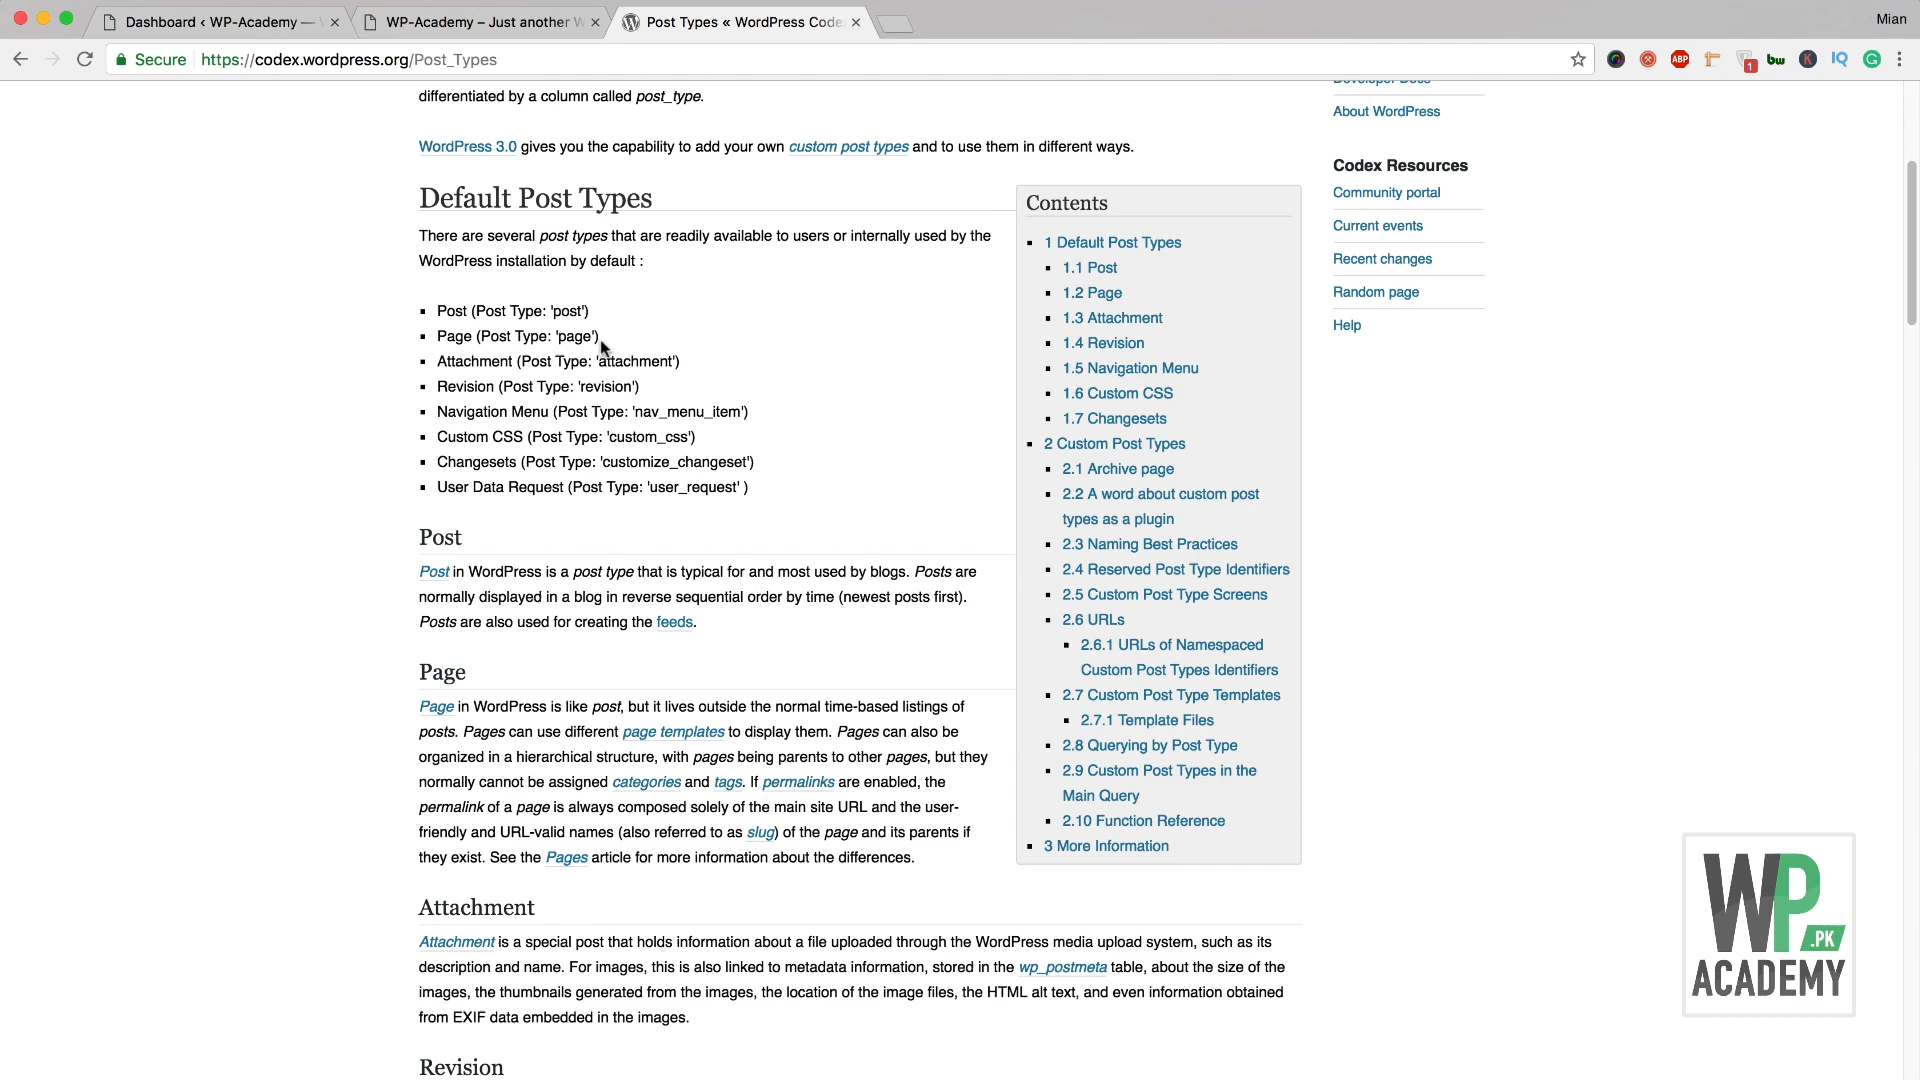 Dashboard ‹ WP-Academy —
WP-Academy – Just another W
Post Types « WordPress Code
Mian
Secure
https://codex.wordpress.org/Post_Types
ABP
1
bw
K
IQ
G
differentiated by a column called post_type.
WordPress 3.0 gives you the capability to add your own custom post types and to use them in different ways.
Default Post Types
There are several post types that are readily available to users or internally used by the
WordPress installation by default :
Post (Post Type: 'post')
Page (Post Type: 'page')
Attachment (Post Type: 'attachment')
Revision (Post Type: 'revision')
Navigation Menu (Post Type: 'nav_menu_item')
Custom CSS (Post Type: 'custom_css')
Changesets (Post Type: 'customize_changeset')
User Data Request (Post Type: 'user_request' )
Post
Post in WordPress is a post type that is typical for and most used by blogs. Posts are
normally displayed in a blog in reverse sequential order by time (newest posts first).
Posts are also used for creating the feeds.
Page
Page in WordPress is like post, but it lives outside the normal time-based listings of
posts. Pages can use different page templates to display them. Pages can also be
organized in a hierarchical structure, with pages being parents to other pages, but they
normally cannot be assigned categories and tags. If permalinks are enabled, the
permalink of a page is always composed solely of the main site URL and the user-
friendly and URL-valid names (also referred to as slug) of the page and its parents if
they exist. See the Pages article for more information about the differences.
Attachment
Attachment is a special post that holds information about a file uploaded through the WordPress media upload system, such as its
description and name. For images, this is also linked to metadata information, stored in the wp_postmeta table, about the size of the
images, the thumbnails generated from the images, the location of the image files, the HTML alt text, and even information obtained
from EXIF data embedded in the images.
Revision
Contents
1 Default Post Types
1.1 Post
1.2 Page
1.3 Attachment
1.4 Revision
1.5 Navigation Menu
1.6 Custom CSS
1.7 Changesets
2 Custom Post Types
2.1 Archive page
2.2 A word about custom post
types as a plugin
2.3 Naming Best Practices
2.4 Reserved Post Type Identifiers
2.5 Custom Post Type Screens
2.6 URLs
2.6.1 URLs of Namespaced
Custom Post Types Identifiers
2.7 Custom Post Type Templates
2.7.1 Template Files
2.8 Querying by Post Type
2.9 Custom Post Types in the
Main Query
2.10 Function Reference
3 More Information
Developer Docs
About WordPress
Codex Resources
Community portal
Current events
Recent changes
Random page
Help
WP
.PK
ACADEMY